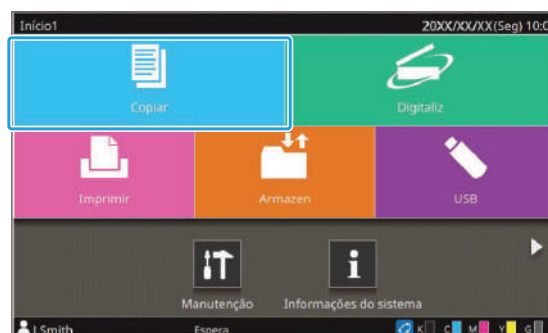 Início1 20XX/XX/XX(Seg) 10:0
Copiar Digitaliz
Imprimir Armazen USB
Manutenção Informações do sistema
J.Smith Espera K C M Y G